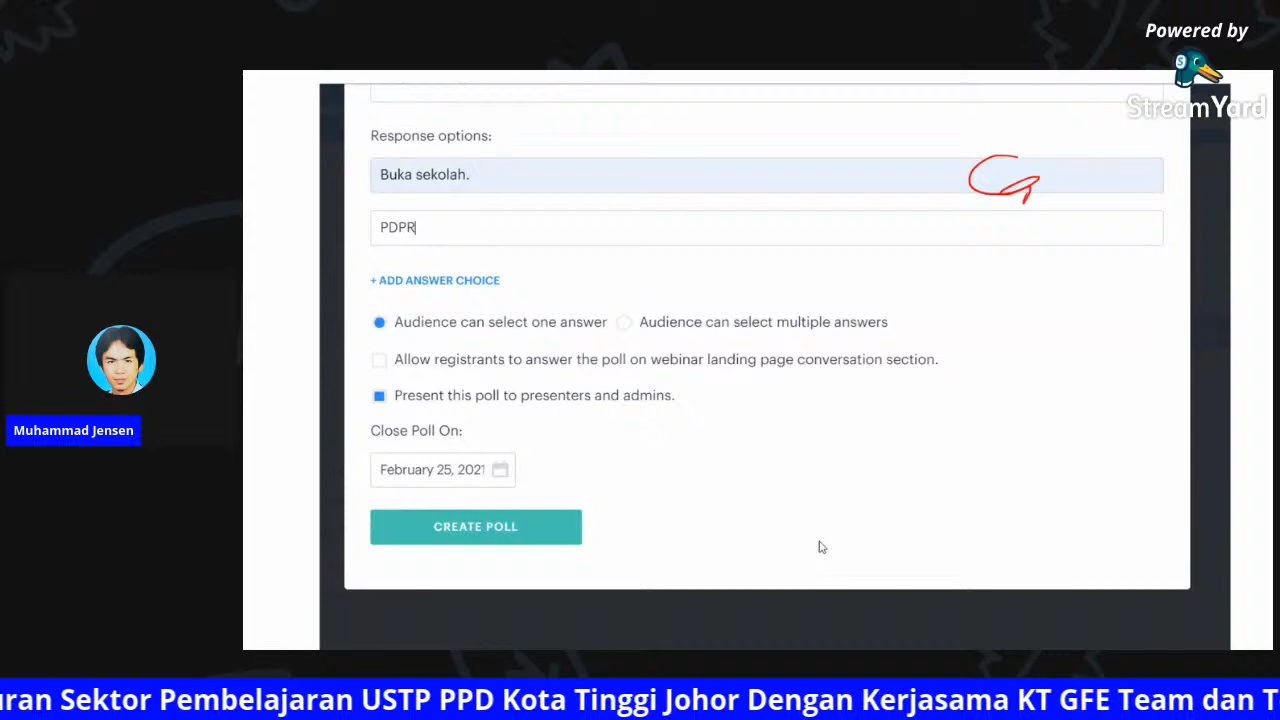 Powered by
StreamYard
Response options:
Buka sekolah.
PDPR
+ ADD ANSWER CHOICE
Audience can select one answer Audience can select multiple answers
Allow registrants to answer the poll on webinar landing page conversation section.
Present this poll to presenters and admins.
Close Poll On:
February 25, 2021
CREATE POLL
Muhammad Jensen
uran Sektor Pembelajaran USTP PPD Kota Tinggi Johor Dengan Kerjasama KT GFE Team dan T